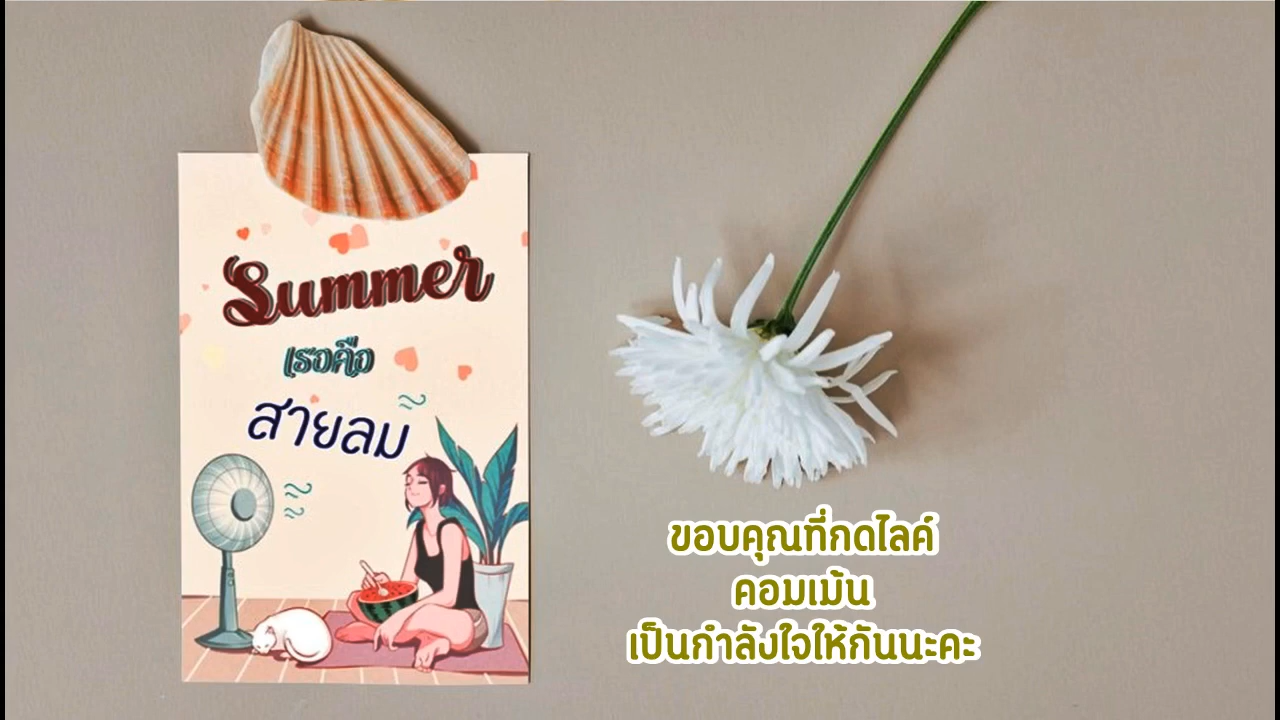 Summer
เธอคือ
สายลม
ขอบคุณที่กดไลค์
คอมเม้น
เป็นกำลังใจให้กันนะคะ